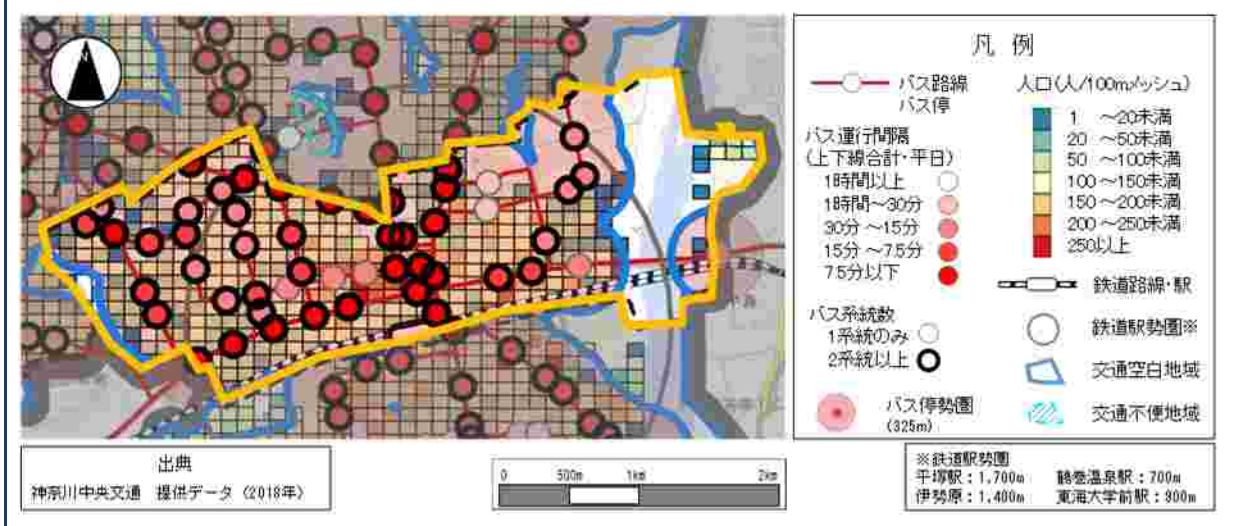 N
凡 例
バス路線
バス停
バス運行間隔
(上下線合計・平日)
1時間以上
1時間～30分
30分 ～15分
15分 ～7.5分
7.5分以下
バス系統数
1系統のみ
2系統以上
バス停勢圏
(325m)
人口(人/100mメッシュ)
1 ～20未満
20 ～50未満
50 ～100未満
100 ～150未満
150 ～200未満
200 ～250未満
250以上
鉄道路線・駅
鉄道駅勢圏※
交通空白地域
交通不便地域
出典
神奈川中央交通 提供データ（2018年）
0 500m 1km 2km
※鉄道駅勢圏
平塚駅：1,700m 鶴巻温泉駅：700m
伊勢原：1,400m 東海大学前駅：900m